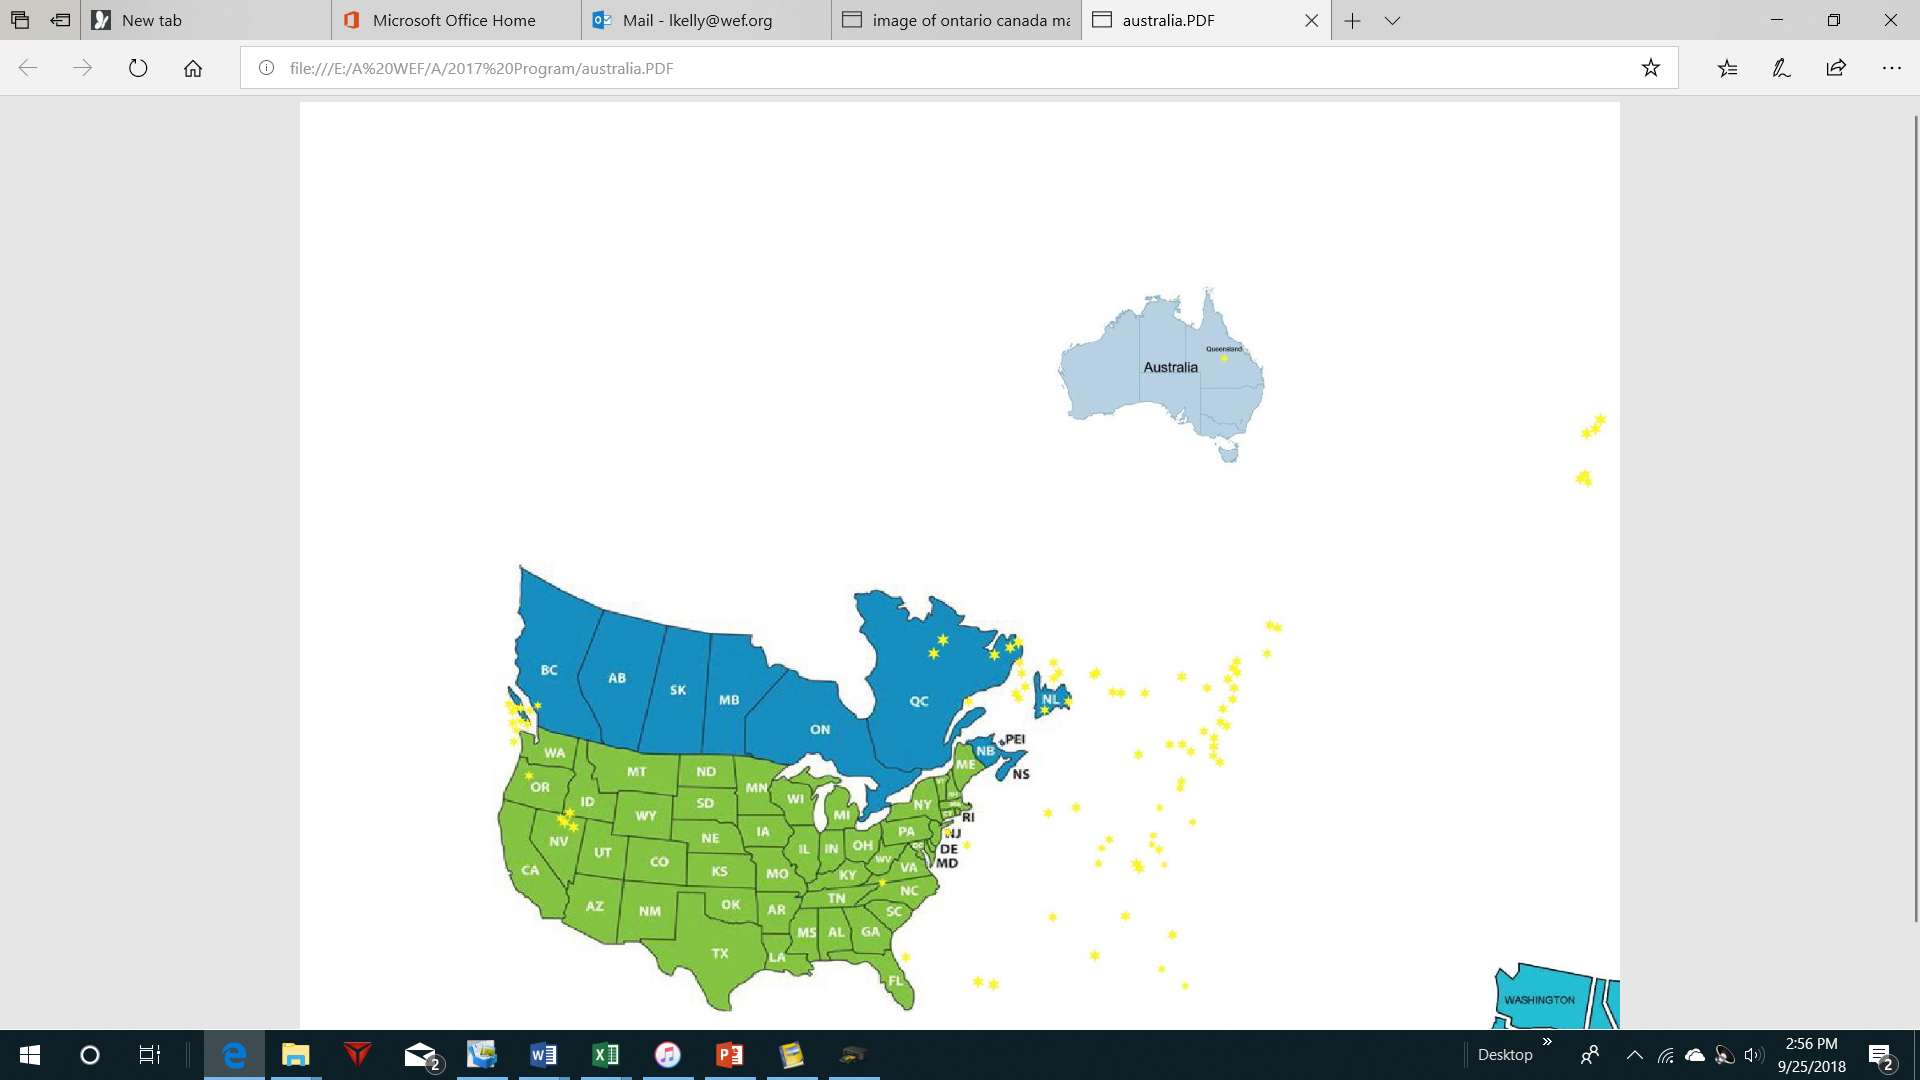 New tab
Microsoft Office Home
Mail - lkelly@wef.org
image of ontario canada ma
australia.PDF
file:///E:/A%20WEF/A/2017%20Program/australia.PDF
Queensland
Australia
BC
AB
SK
MB
ON
QC
NL
PEI
NB
NS
WA
MT
ND
MN
ME
OR
ID
WY
SD
WI
MI
NY
RI
NV
UT
CO
NE
IA
IL
IN
OH
PA
NJ
DE
MD
WV
VA
CA
KS
MO
KY
NC
AZ
NM
OK
AR
TN
SC
TX
LA
MS
AL
GA
FL
WASHINGTON
2
Desktop
2:56 PM
9/25/2018
2